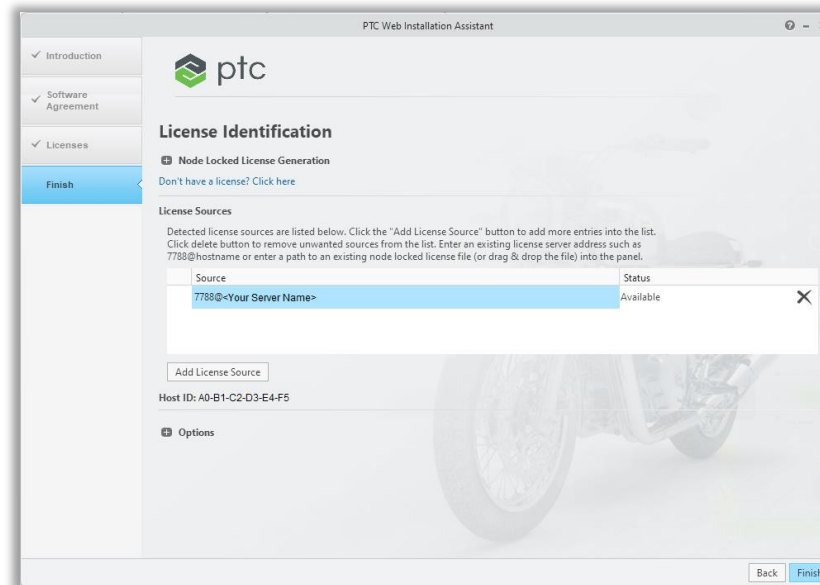 PTC Web Installation Assistant
Introduction
Software
Agreement
Licenses
Finish
ptc
License Identification
Node Locked License Generation
Don't have a license? Click here
License Sources
Detected license sources are listed below. Click the "Add License Source" button to add more entries into the list.
Click delete button to remove unwanted sources from the list. Enter an existing license server address such as
7788@hostname or enter a path to an existing node locked license file (or drag & drop the file) into the panel.
Source Status
7788@<Your Server Name> Available
Add License Source
Host ID: A0-B1-C2-D3-E4-F5
Options
Back Finish